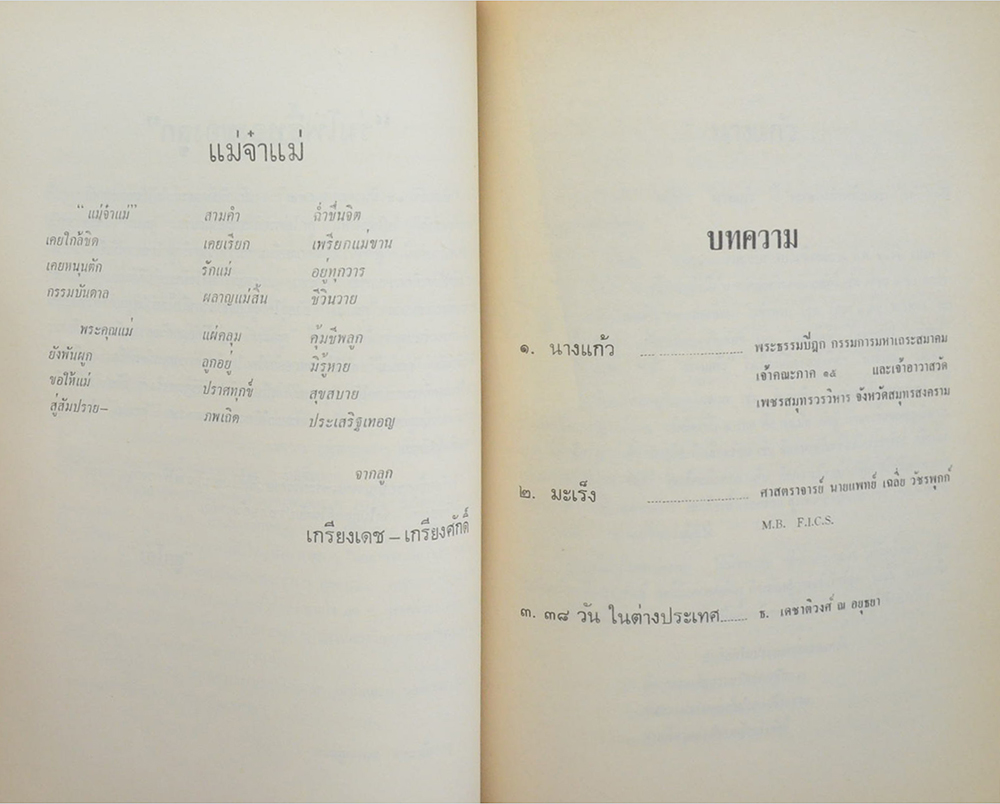 แม่จ๋าแม่
“แม่จ๋าแม่” สามคำ ฉ่ำชื่นจิต
เคยใกล้ชิด เคยเรียก เพรียกแม่ขาน
เคยหนุนตัก รักแม่ อยู่ทุกวาร
กรรมบันดาล ผลาญแม่สิ้น ชีวินวาย
พระคุณแม่ แผ่คลุม คุ้มชีพลูก
ยังพันผูก ลูกอยู่ มิรู้หาย
ขอให้แม่ ปราศทุกข์ สุขสบาย
สู่สัมปราย– ภพเถิด ประเสริฐเทอญ
จากลูก
เกรียงเดช – เกรียงศักดิ์
บทความ
๑. นางแก้ว ..................... พระธรรมปิฎก กรรมการมหาเถระสมาคม
เจ้าคณะภาค ๑๕ และเจ้าอาวาสวัด
เพชรสมุทรวรวิหาร จังหวัดสมุทรสงคราม
๒. มะเร็ง ..................... ศาสตราจารย์ นายแพทย์ เฉลี่ย วัชรพุกก์
M.B. F.I.C.S.
๓. ๓๘ วัน ในต่างประเทศ........ ธ. เดชาติวงศ์ ณ อยุธยา